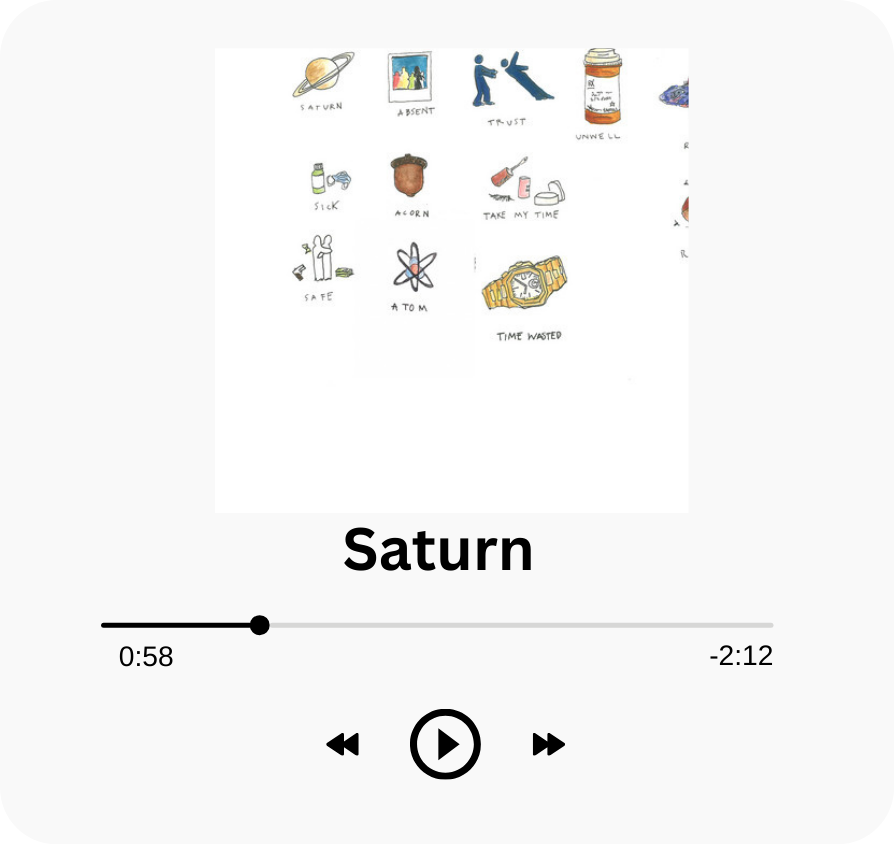 SATURN
ABSENT
TRUST
UNWELL
SICK
ACORN
TAKE MY TIME
SAFE
ATOM
TIME WASTED
Saturn
0:58
-2:12